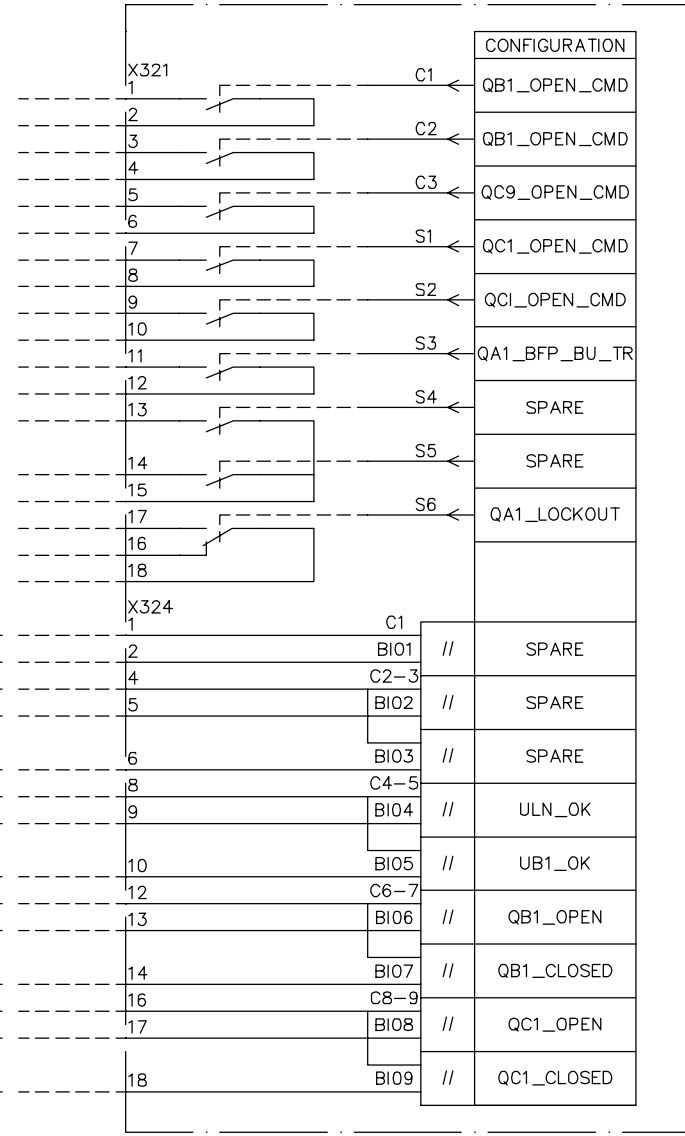 CONFIGURATION
X321
1 C1 QB1_OPEN_CMD
2
3 C2 QB1_OPEN_CMD
4
5 C3 QC9_OPEN_CMD
6
7 S1 QC1_OPEN_CMD
8
9 S2 QCI_OPEN_CMD
10
11 S3 QA1_BFP_BU_TR
12
13 S4 SPARE
14 S5 SPARE
15
17 S6 QA1_LOCKOUT
16
18
X324
1 C1
2 BI01 // SPARE
4 C2-3
5 BI02 // SPARE
6 BI03 // SPARE
8 C4-5
9 BI04 // ULN_OK
10 BI05 // UB1_OK
12 C6-7
13 BI06 // QB1_OPEN
14 BI07 // QB1_CLOSED
16 C8-9
17 BI08 // QC1_OPEN
18 BI09 // QC1_CLOSED